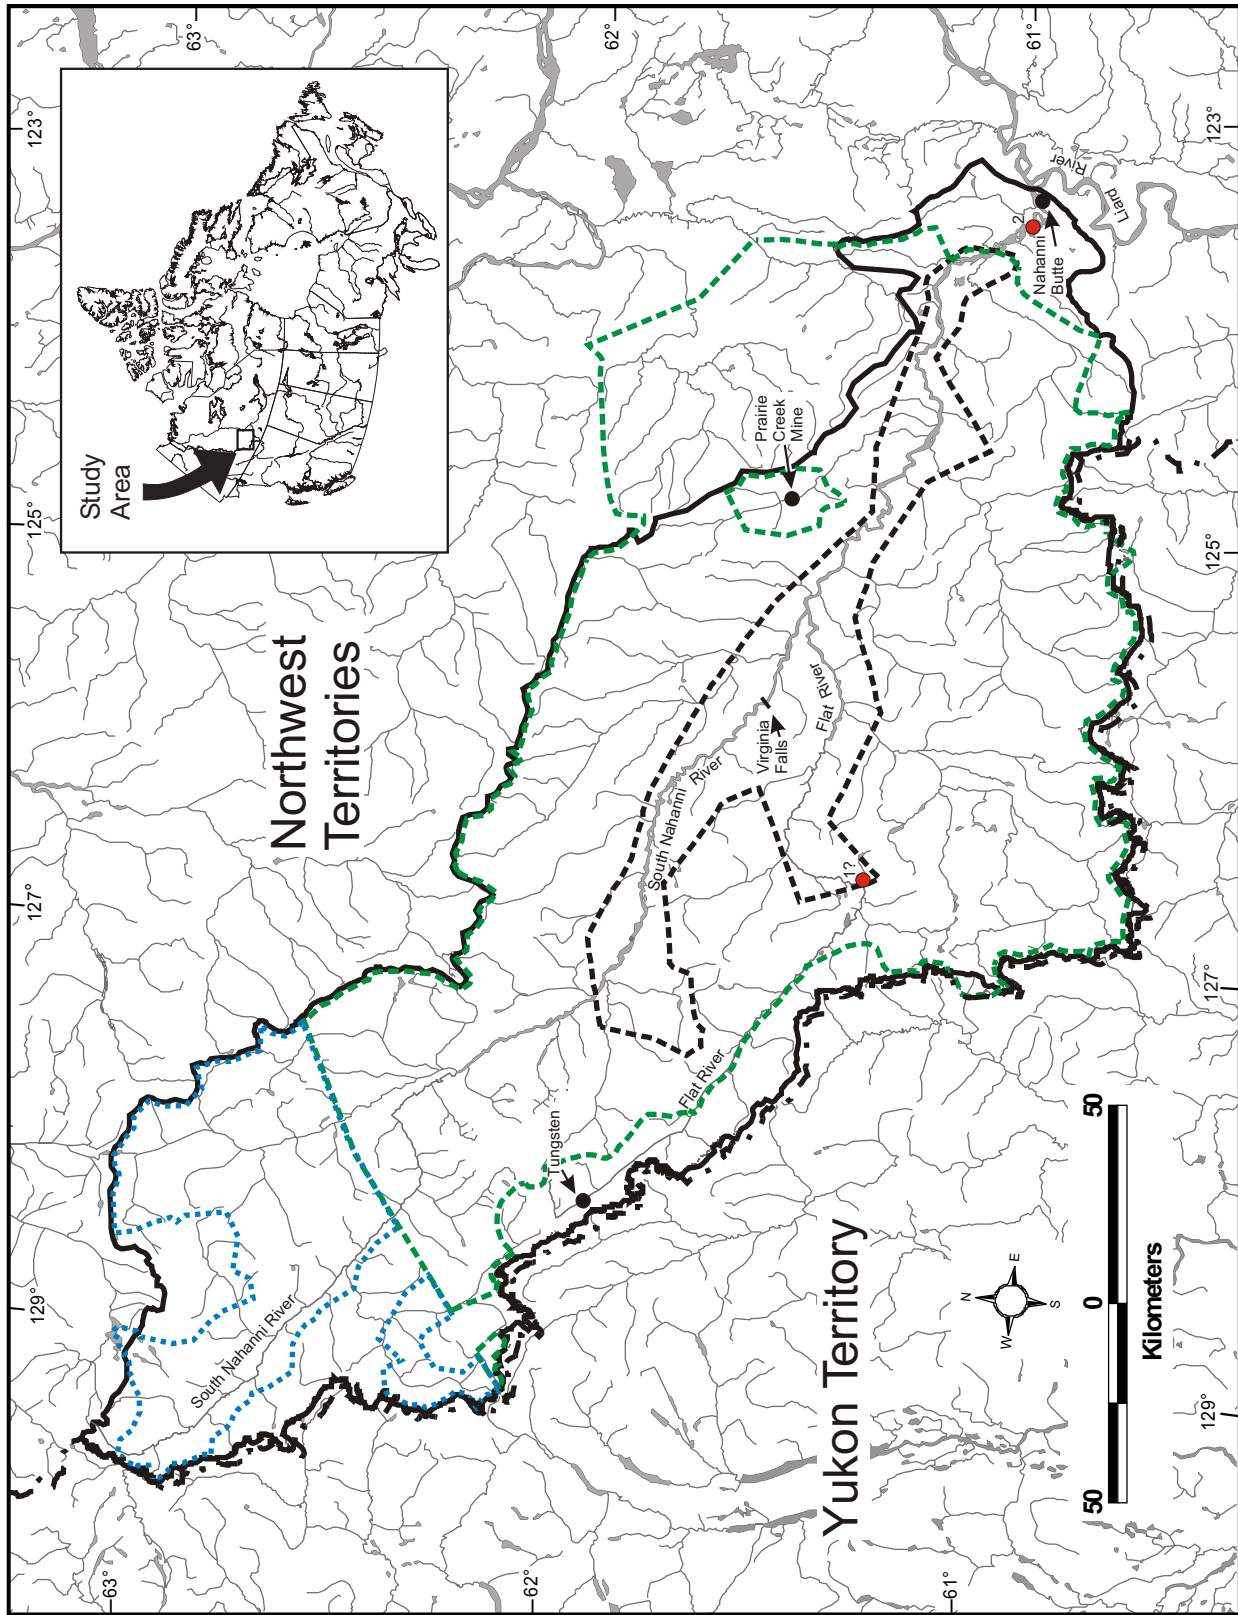 129°
127°
125°
123°
63°
63°
Study
Area
South Nahanni River
Northwest
Territories
Tungsten
62°
62°
South Nahanni River
Flat River
Virginia
Falls
Prairie
Creek
Mine
Flat River
Yukon Territory
1?
61°
61°
2
Nahanni
Butte
Liard River
N
W
E
S
50
0
50
Kilometers
129°
127°
125°
123°